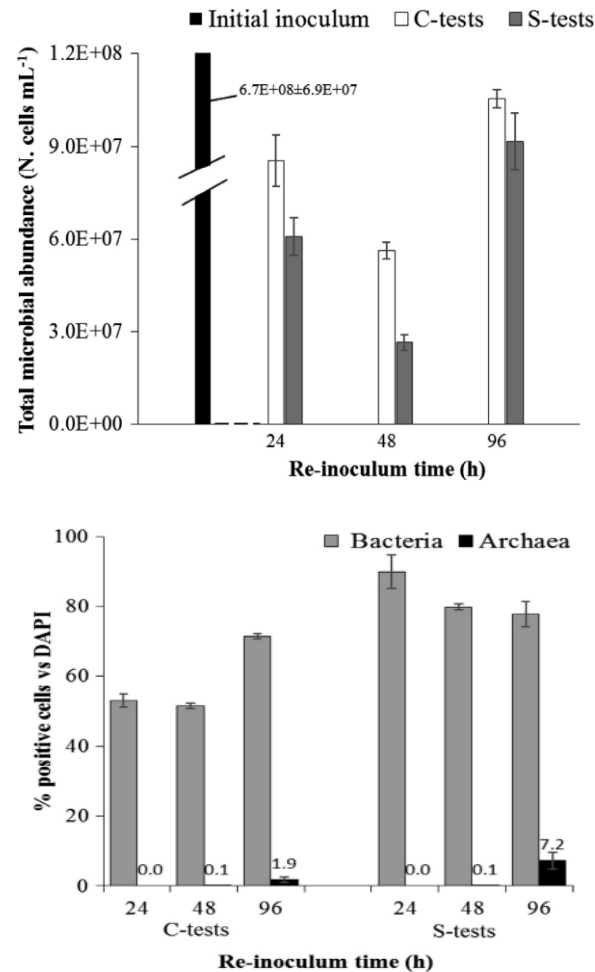 Initial inoculum C-tests S-tests
Total microbial abundance (N. cells mL⁻¹)
1.2E+08
9.0E+07
6.0E+07
3.0E+07
0.0E+00
6.7E+08±6.9E+07
24 48 96
Re-inoculum time (h)
Bacteria Archaea
% positive cells vs DAPI
100
80
60
40
20
0
0.0 0.1 1.9 0.0 0.1 7.2
24 48 96 24 48 96
C-tests S-tests
Re-inoculum time (h)